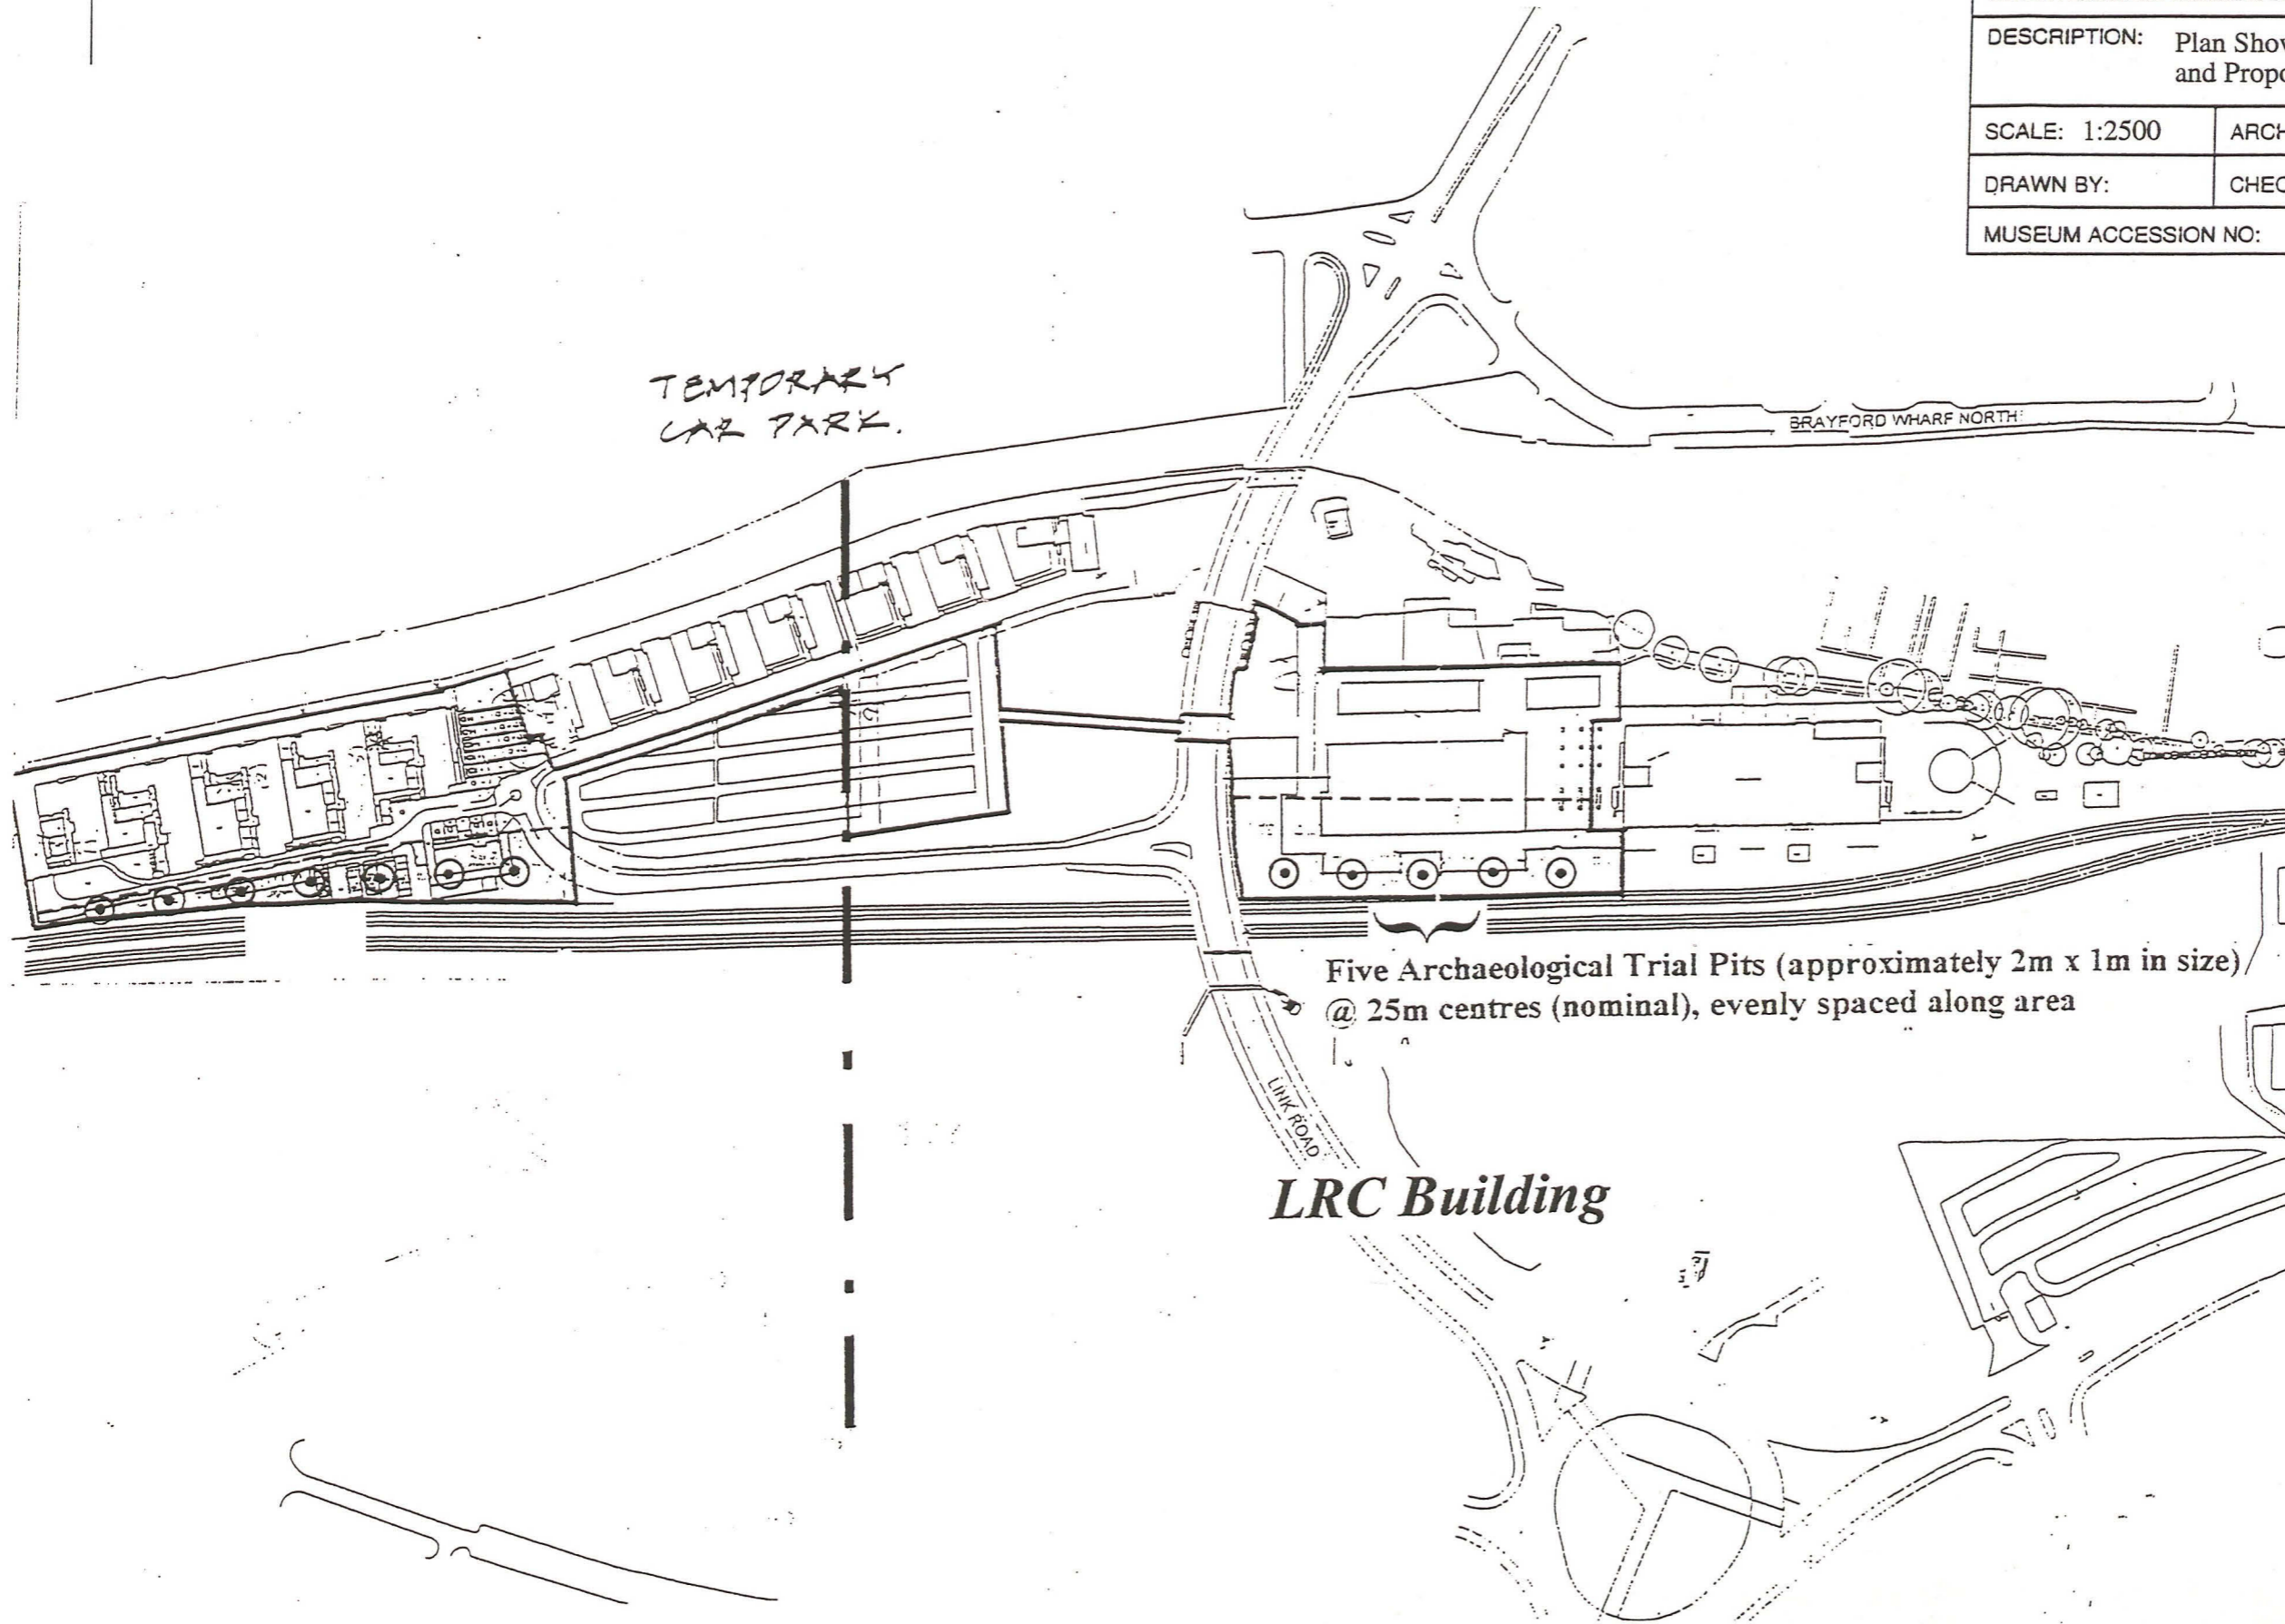 DESCRIPTION: Plan Show
and Propo
SCALE: 1:2500
ARCH
DRAWN BY:
CHEC
MUSEUM ACCESSION NO:
TEMPORARY
CAR PARK.
BRAYFORD WHARF NORTH
Five Archaeological Trial Pits (approximately 2m x 1m in size)
@ 25m centres (nominal), evenly spaced along area
LINK ROAD
LRC Building